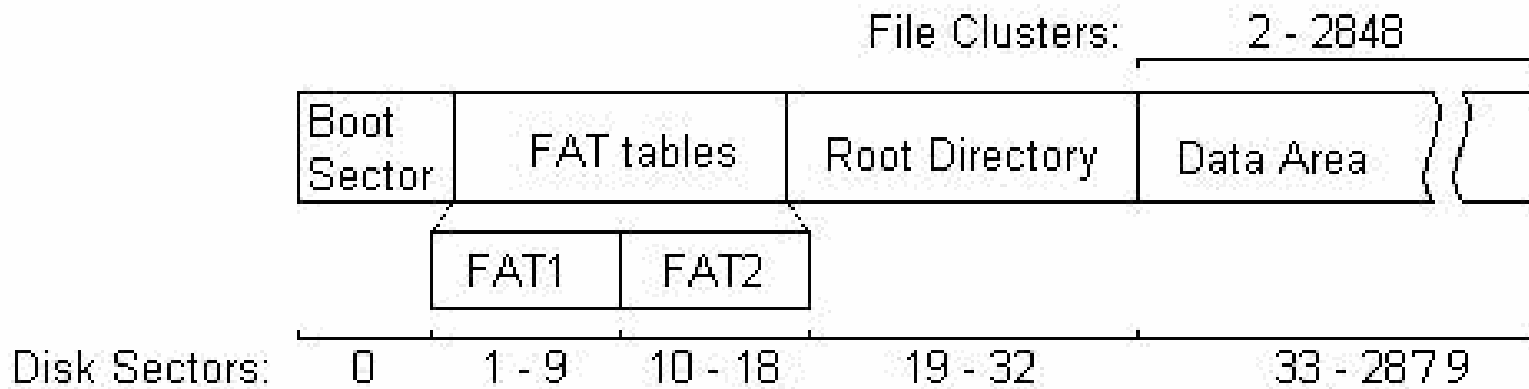 File Clusters: 2 - 2848
Boot
Sector
FAT tables
Root Directory
Data Area
FAT1
FAT2
Disk Sectors: 0 1 - 9 10 - 18 19 - 32 33 - 2879